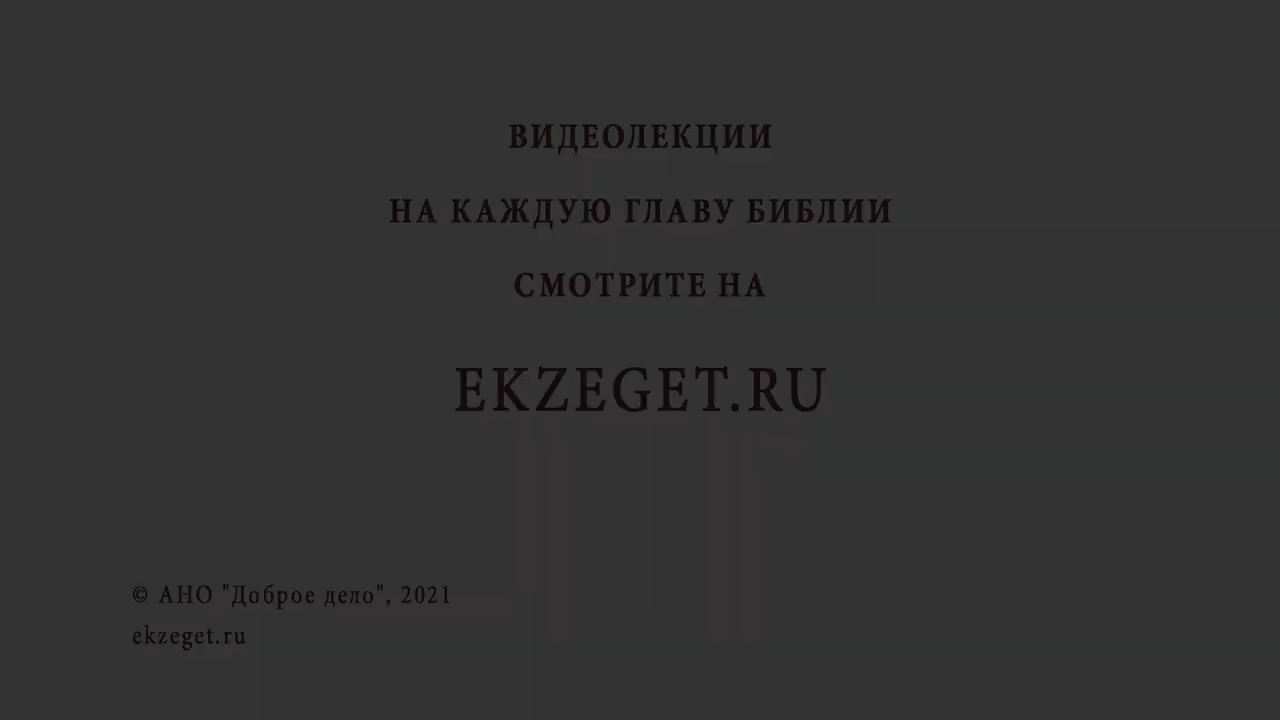 ВИДЕОЛЕКЦИИ
НА КАЖДУЮ ГЛАВУ БИБЛИИ
СМОТРИТЕ НА
EKZEGET.RU
© АНО "Доброе дело", 2021
ekzeget.ru